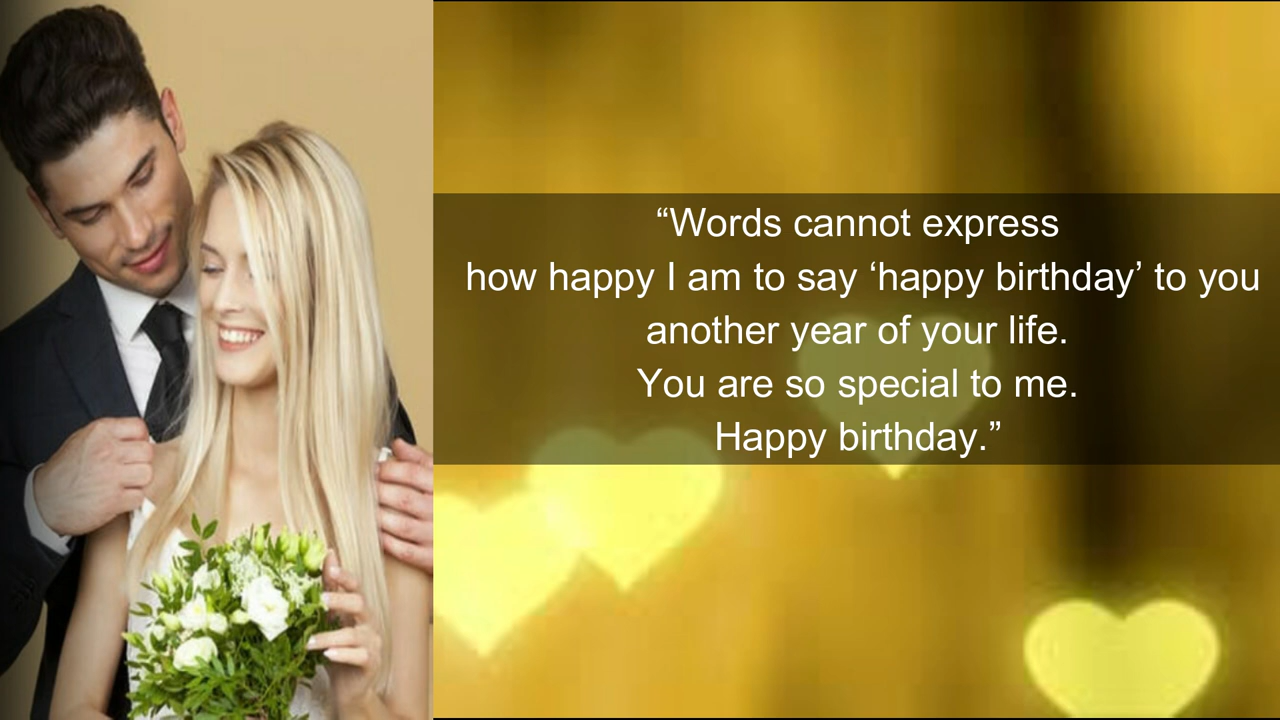 “Words cannot express
how happy I am to say ‘happy birthday’ to you
another year of your life.
You are so special to me.
Happy birthday.”